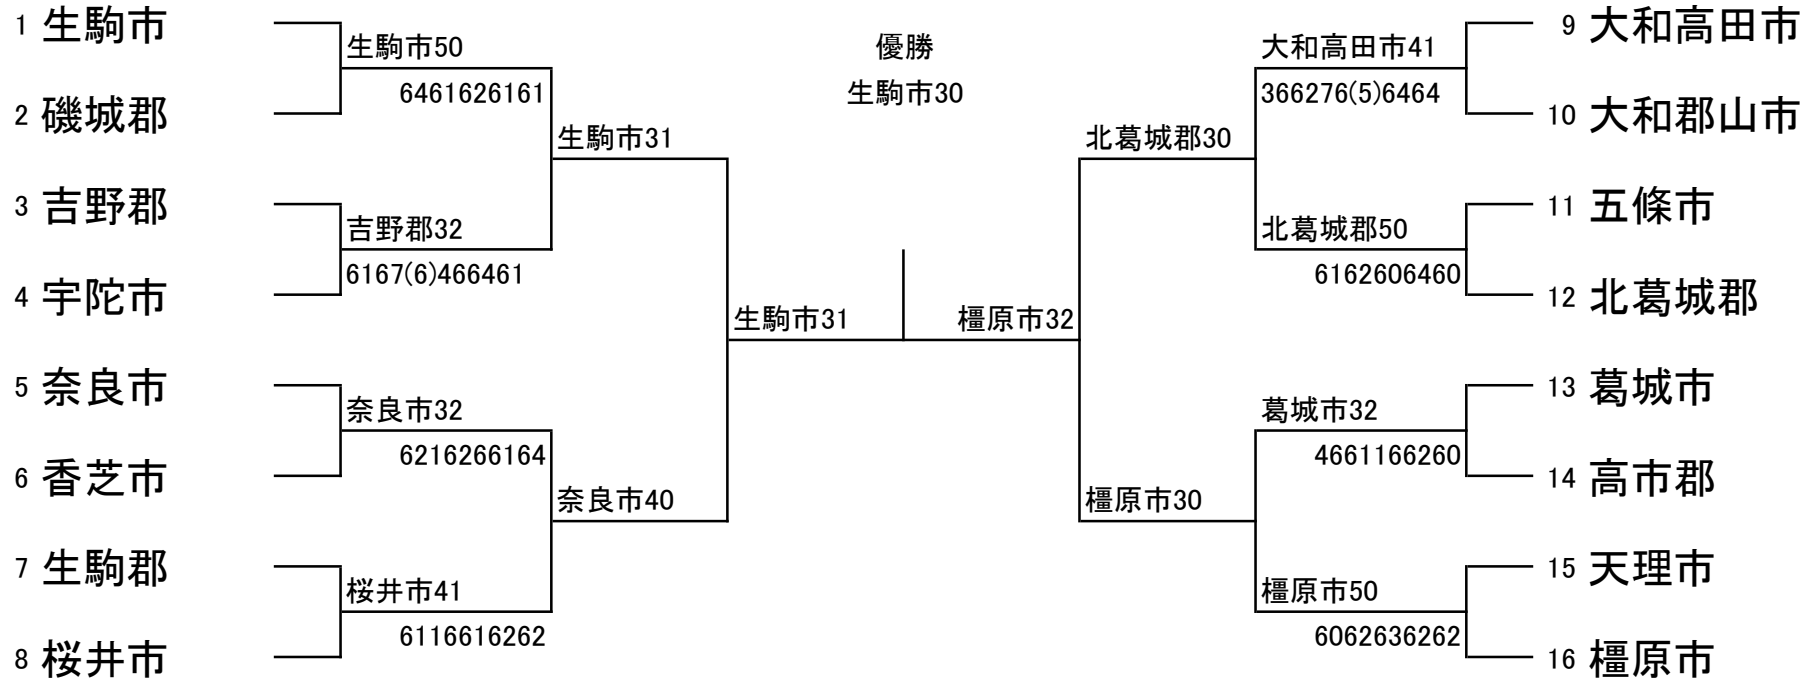 1 生駒市
生駒市50
6461626161
2 磯城郡
生駒市31
3 吉野郡
吉野郡32
6167(6)466461
4 宇陀市
生駒市31
5 奈良市
奈良市32
6216266164
6 香芝市
奈良市40
7 生駒郡
桜井市41
6116616262
8 桜井市
優勝
生駒市30
9 大和高田市
大和高田市41
366276(5)6464
10 大和郡山市
北葛城郡30
11 五條市
北葛城郡50
6162606460
12 北葛城郡
橿原市32
13 葛城市
葛城市32
4661166260
14 高市郡
橿原市30
15 天理市
橿原市50
6062636262
16 橿原市